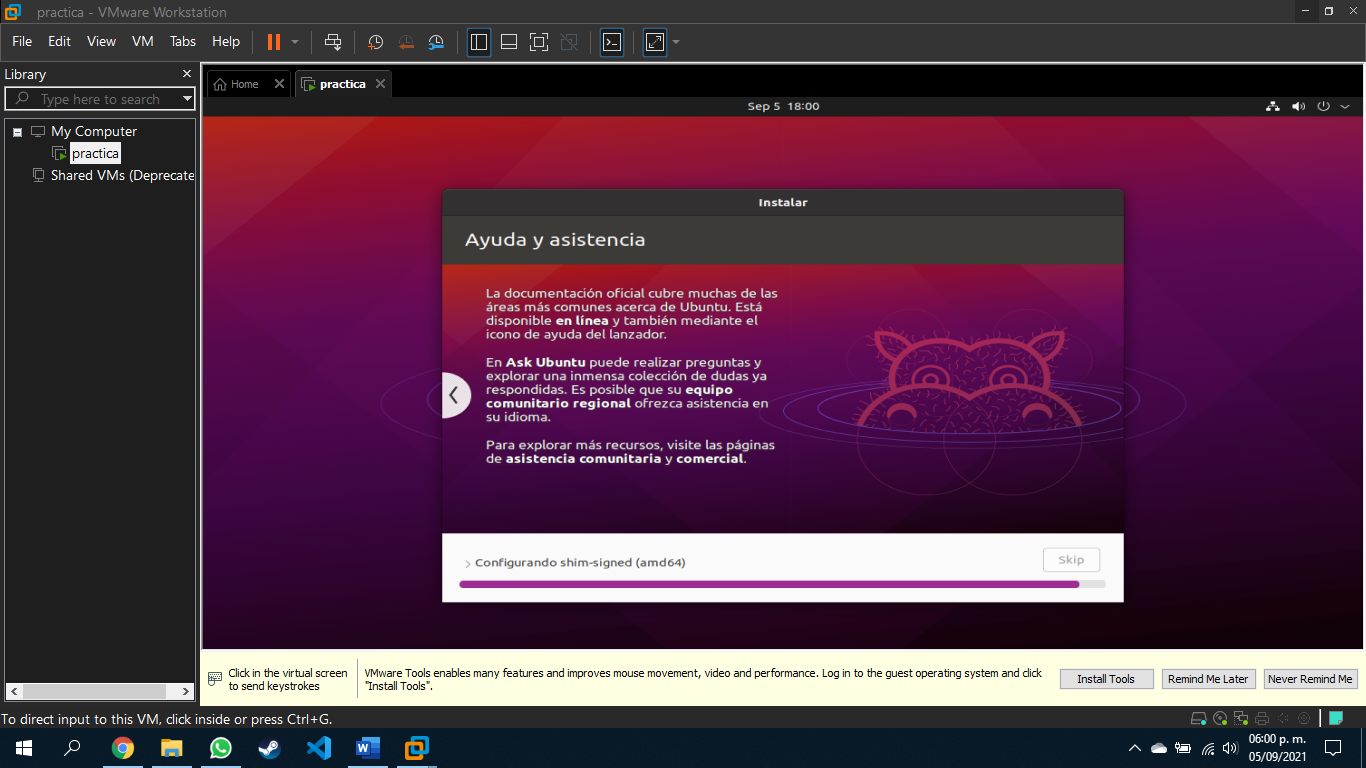 practica - VMware Workstation
File Edit View VM Tabs Help
Library
Type here to search
My Computer
practica
Shared VMs (Deprecate
Home
practica
Sep 5 18:00
Instalar
Ayuda y asistencia
La documentación oficial cubre muchas de las
áreas más comunes acerca de Ubuntu. Está
disponible en línea y también mediante el
icono de ayuda del lanzador.
En Ask Ubuntu puede realizar preguntas y
explorar una inmensa colección de dudas ya
respondidas. Es posible que su equipo
comunitario regional ofrezca asistencia en
su idioma.
Para explorar más recursos, visite las páginas
de asistencia comunitaria y comercial.
Configurando shim-signed (amd64)
Skip
Click in the virtual screen
to send keystrokes
VMware Tools enables many features and improves mouse movement, video and performance. Log in to the guest operating system and click
"Install Tools".
Install Tools
Remind Me Later
Never Remind Me
To direct input to this VM, click inside or press Ctrl+G.
06:00 p. m.
05/09/2021